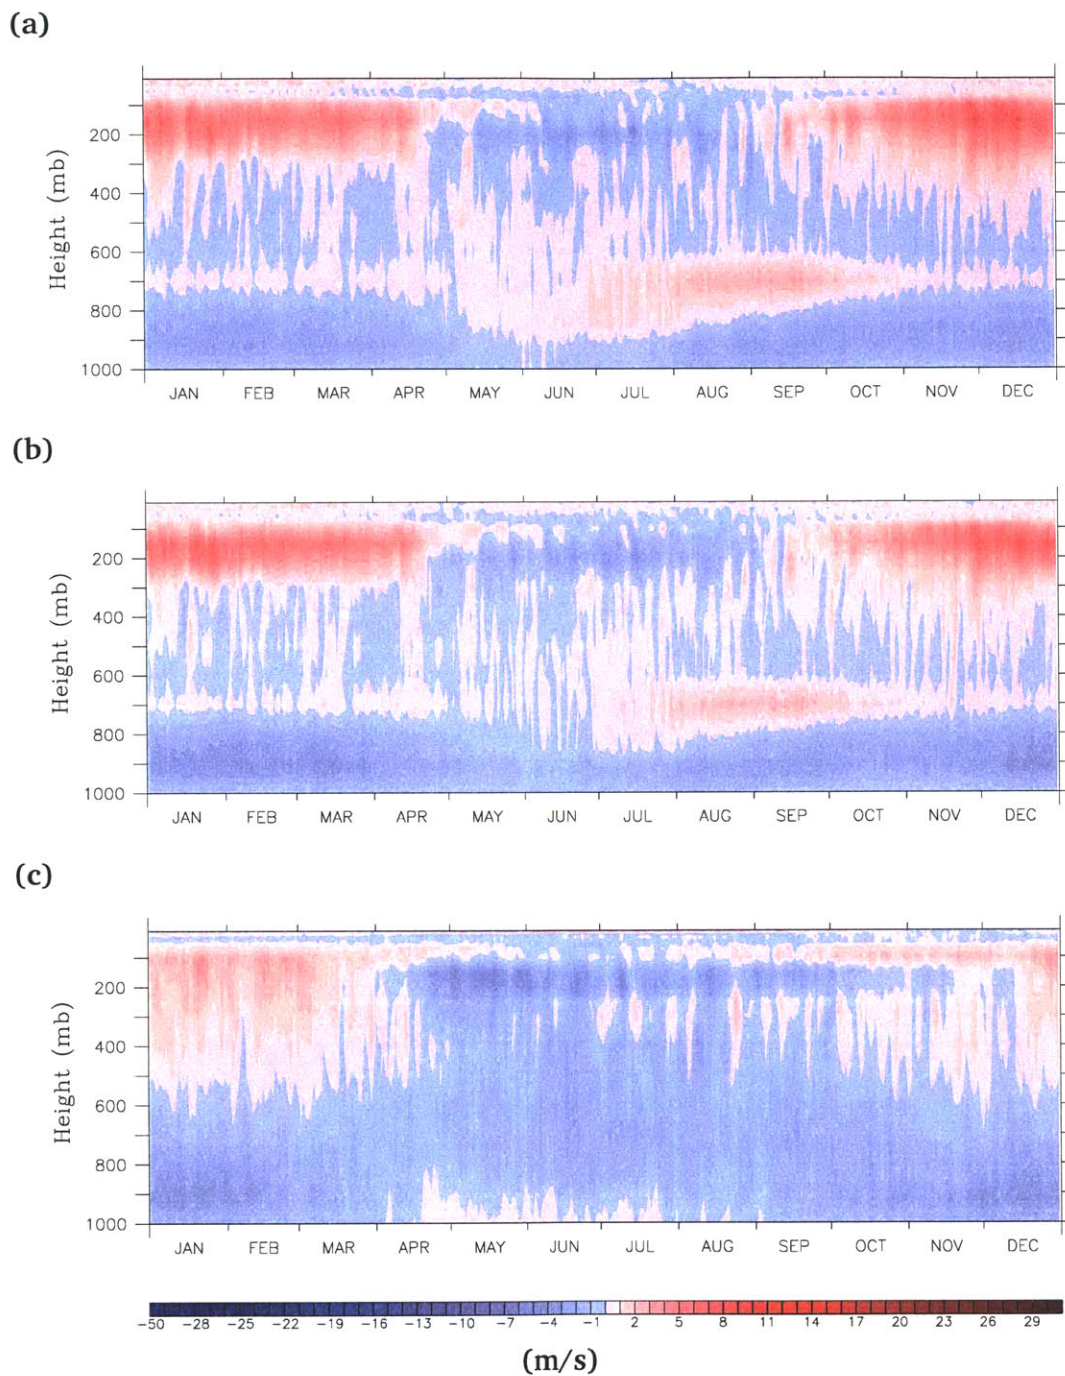 (a)
Height (mb)
200
400
600
800
1000
JAN FEB MAR APR MAY JUN JUL AUG SEP OCT NOV DEC
(b)
Height (mb)
200
400
600
800
1000
JAN FEB MAR APR MAY JUN JUL AUG SEP OCT NOV DEC
(c)
Height (mb)
200
400
600
800
1000
JAN FEB MAR APR MAY JUN JUL AUG SEP OCT NOV DEC
-50 -28 -25 -22 -19 -16 -13 -10 -7 -4 -1 2 5 8 11 14 17 20 23 26 29
(m/s)